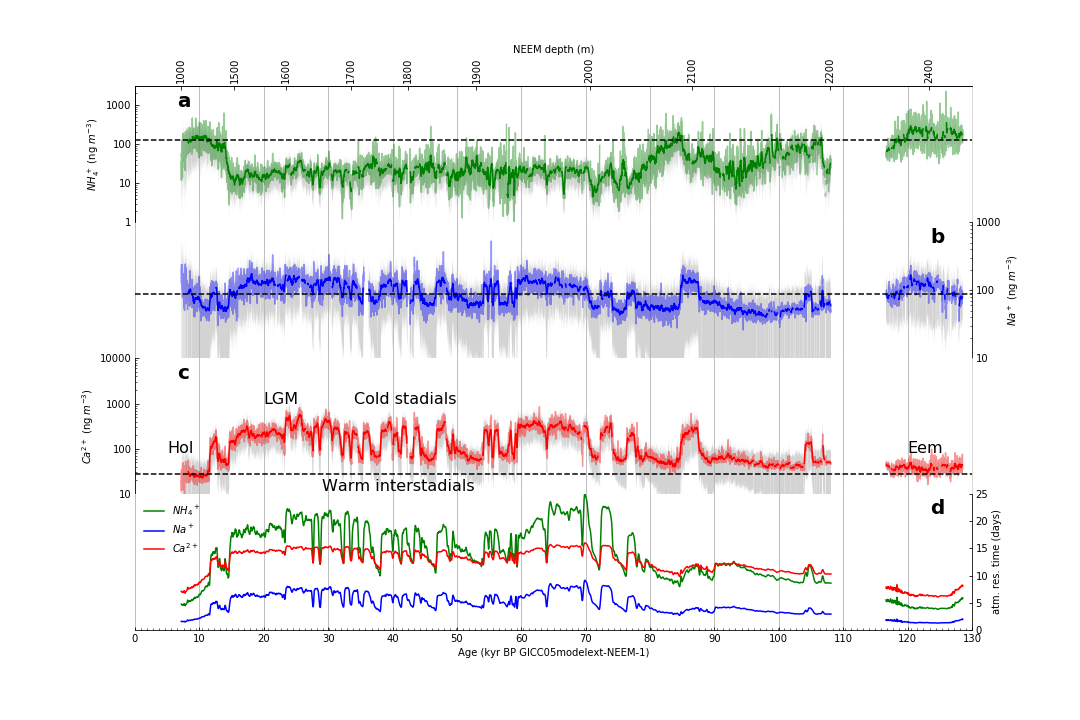 NEEM depth (m)
1000 1500 1600 1700 1800 1900 2000 2100 2200 2400
a
1000
100
10
1
NH₄⁺ (ng m⁻³)
b
1000
100
10
Na⁺ (ng m⁻³)
c
10000
1000
100
10
Ca²⁺ (ng m⁻³)
LGM Cold stadials
Hol Eem
Warm interstadials
d
NH₄⁺
Na⁺
Ca²⁺
25
20
15
10
5
0
atm. res. time (days)
0 10 20 30 40 50 60 70 80 90 100 110 120 130
Age (kyr BP GICC05modelext-NEEM-1)